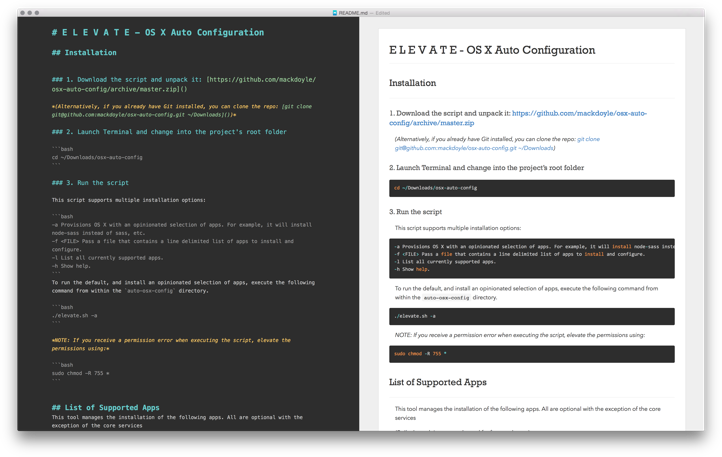 README.md — Edited
# E L E V A T E – OS X Auto Configuration
## Installation
### 1. Download the script and unpack it: [https://github.com/mackdoyle/
osx-auto-config/archive/master.zip]()
*(Alternatively, if you already have Git installed, you can clone the repo: [git clone
git@github.com:mackdoyle/osx-auto-config.git ~/Downloads]())*
### 2. Launch Terminal and change into the project's root folder
```bash
cd ~/Downloads/osx-auto-config
```
### 3. Run the script
This script supports multiple installation options:
```bash
-a Provisions OS X with an opinionated selection of apps. For example, it will install
node-sass instead of sass, etc.
-f <FILE> Pass a file that contains a line delimited list of apps to install and
configure.
-l List all currently supported apps.
-h Show help.
```
To run the default, and install an opinionated selection of apps, execute the following
command from within the `auto-osx-config` directory.
```bash
./elevate.sh -a
```
*NOTE: If you receive a permission error when executing the script, elevate the
permissions using:*
```bash
sudo chmod -R 755 *
```
## List of Supported Apps
This tool manages the installation of the following apps. All are optional with the
exception of the core services
E L E V A T E - OS X Auto Configuration
Installation
1. Download the script and unpack it: https://github.com/mackdoyle/osx-auto-
config/archive/master.zip
(Alternatively, if you already have Git installed, you can clone the repo: git clone
git@github.com:mackdoyle/osx-auto-config.git ~/Downloads)
2. Launch Terminal and change into the project's root folder
cd ~/Downloads/osx-auto-config
3. Run the script
This script supports multiple installation options:
-a Provisions OS X with an opinionated selection of apps. For example, it will install node-sass inste
-f <FILE> Pass a file that contains a line delimited list of apps to install and configure.
-l List all currently supported apps.
-h Show help.
To run the default, and install an opinionated selection of apps, execute the following command from
within the auto-osx-config directory.
./elevate.sh -a
NOTE: If you receive a permission error when executing the script, elevate the permissions using:
sudo chmod -R 755 *
List of Supported Apps
This tool manages the installation of the following apps. All are optional with the exception of the core
services